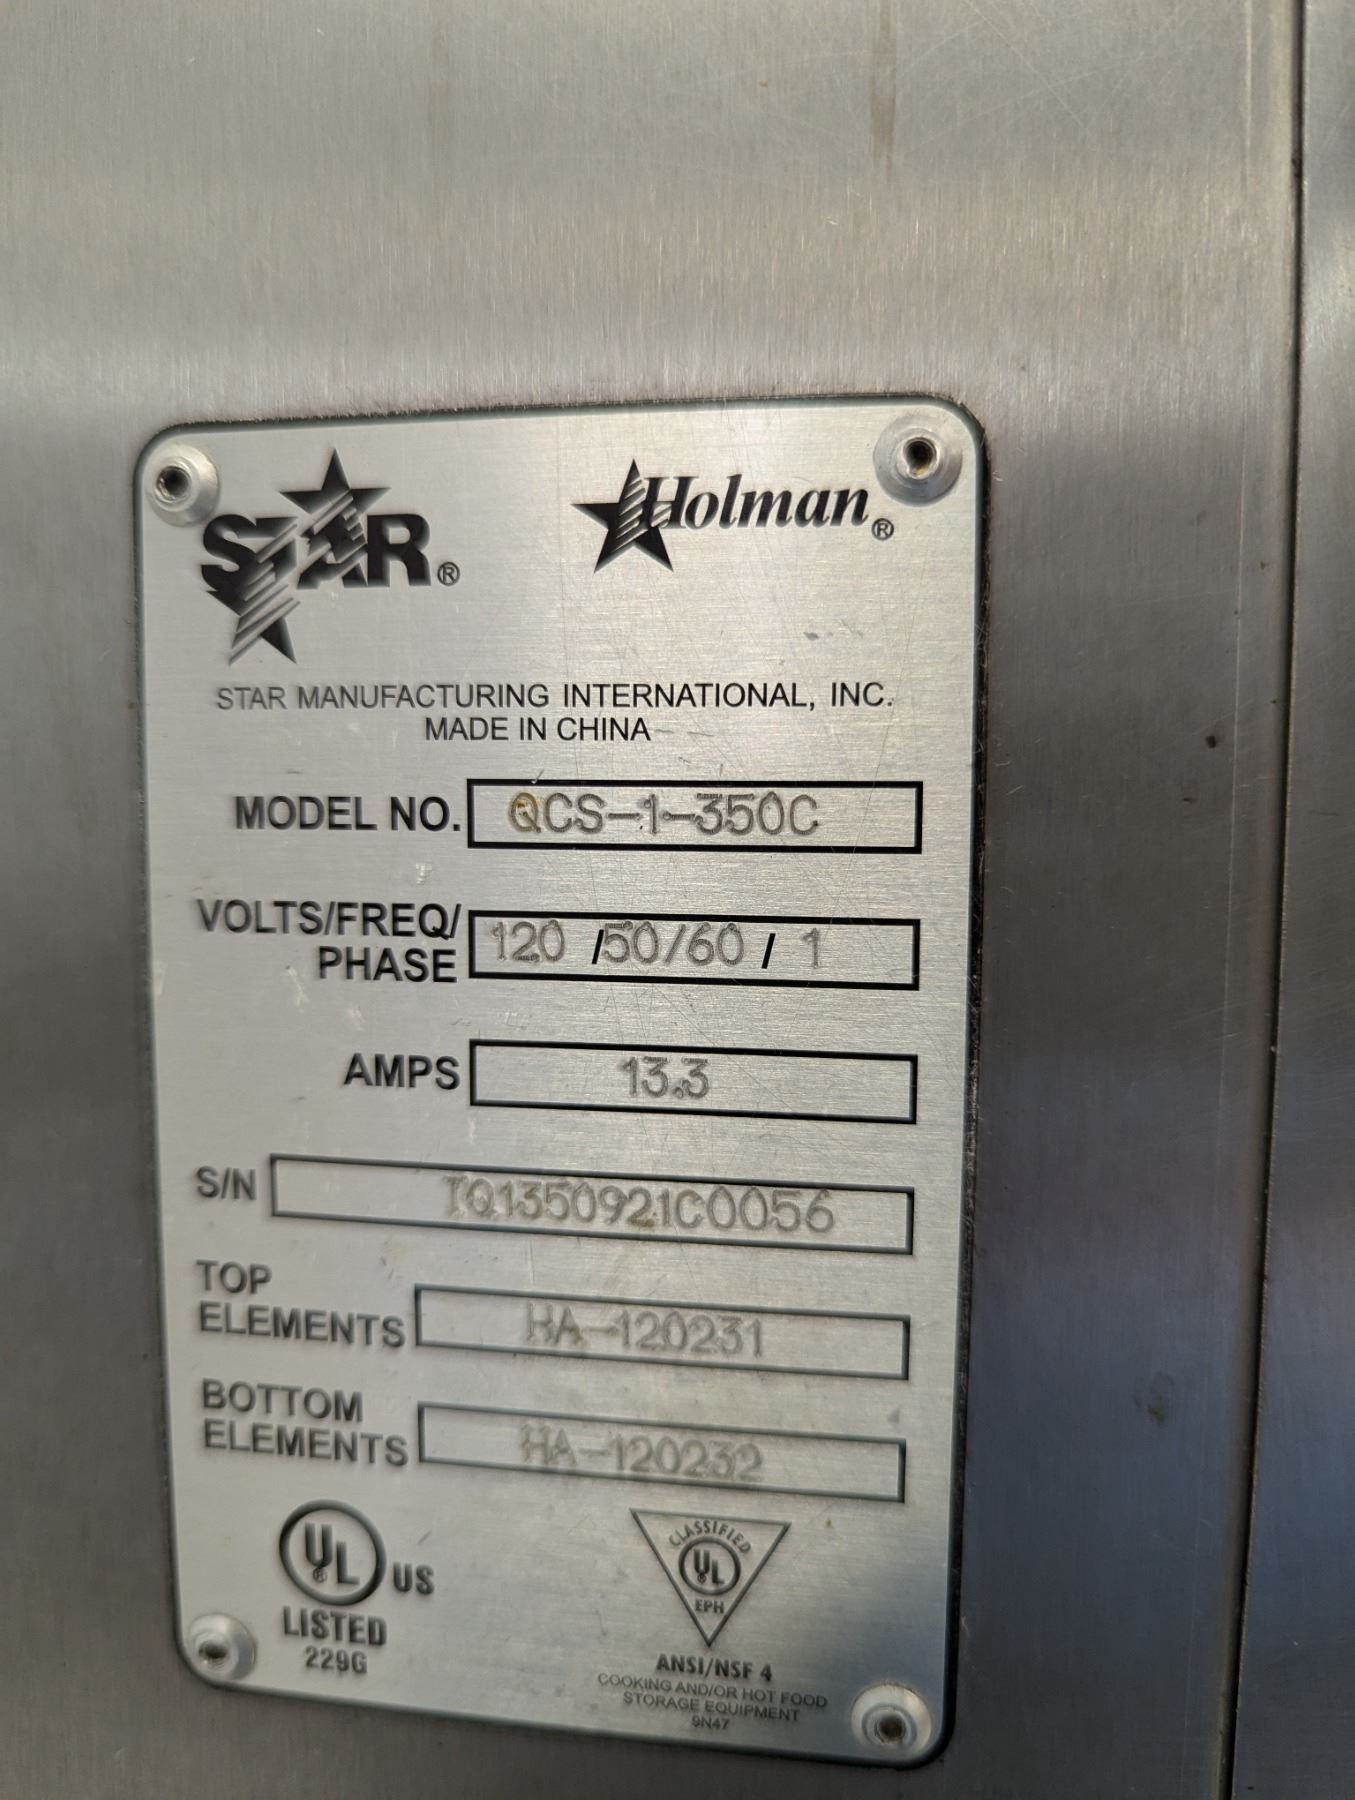 STAR®
Holman®
STAR MANUFACTURING INTERNATIONAL, INC.
MADE IN CHINA
MODEL NO. QCS-1-350C
VOLTS/FREQ/
PHASE 120 /50/60 / 1
AMPS 13.3
S/N TQ1350921C0056
TOP
ELEMENTS HA-120231
BOTTOM
ELEMENTS HA-120232
UL® US
LISTED
229G
CLASSIFIED
UL®
EPH
ANSI/NSF 4
COOKING AND/OR HOT FOOD
STORAGE EQUIPMENT
9N47